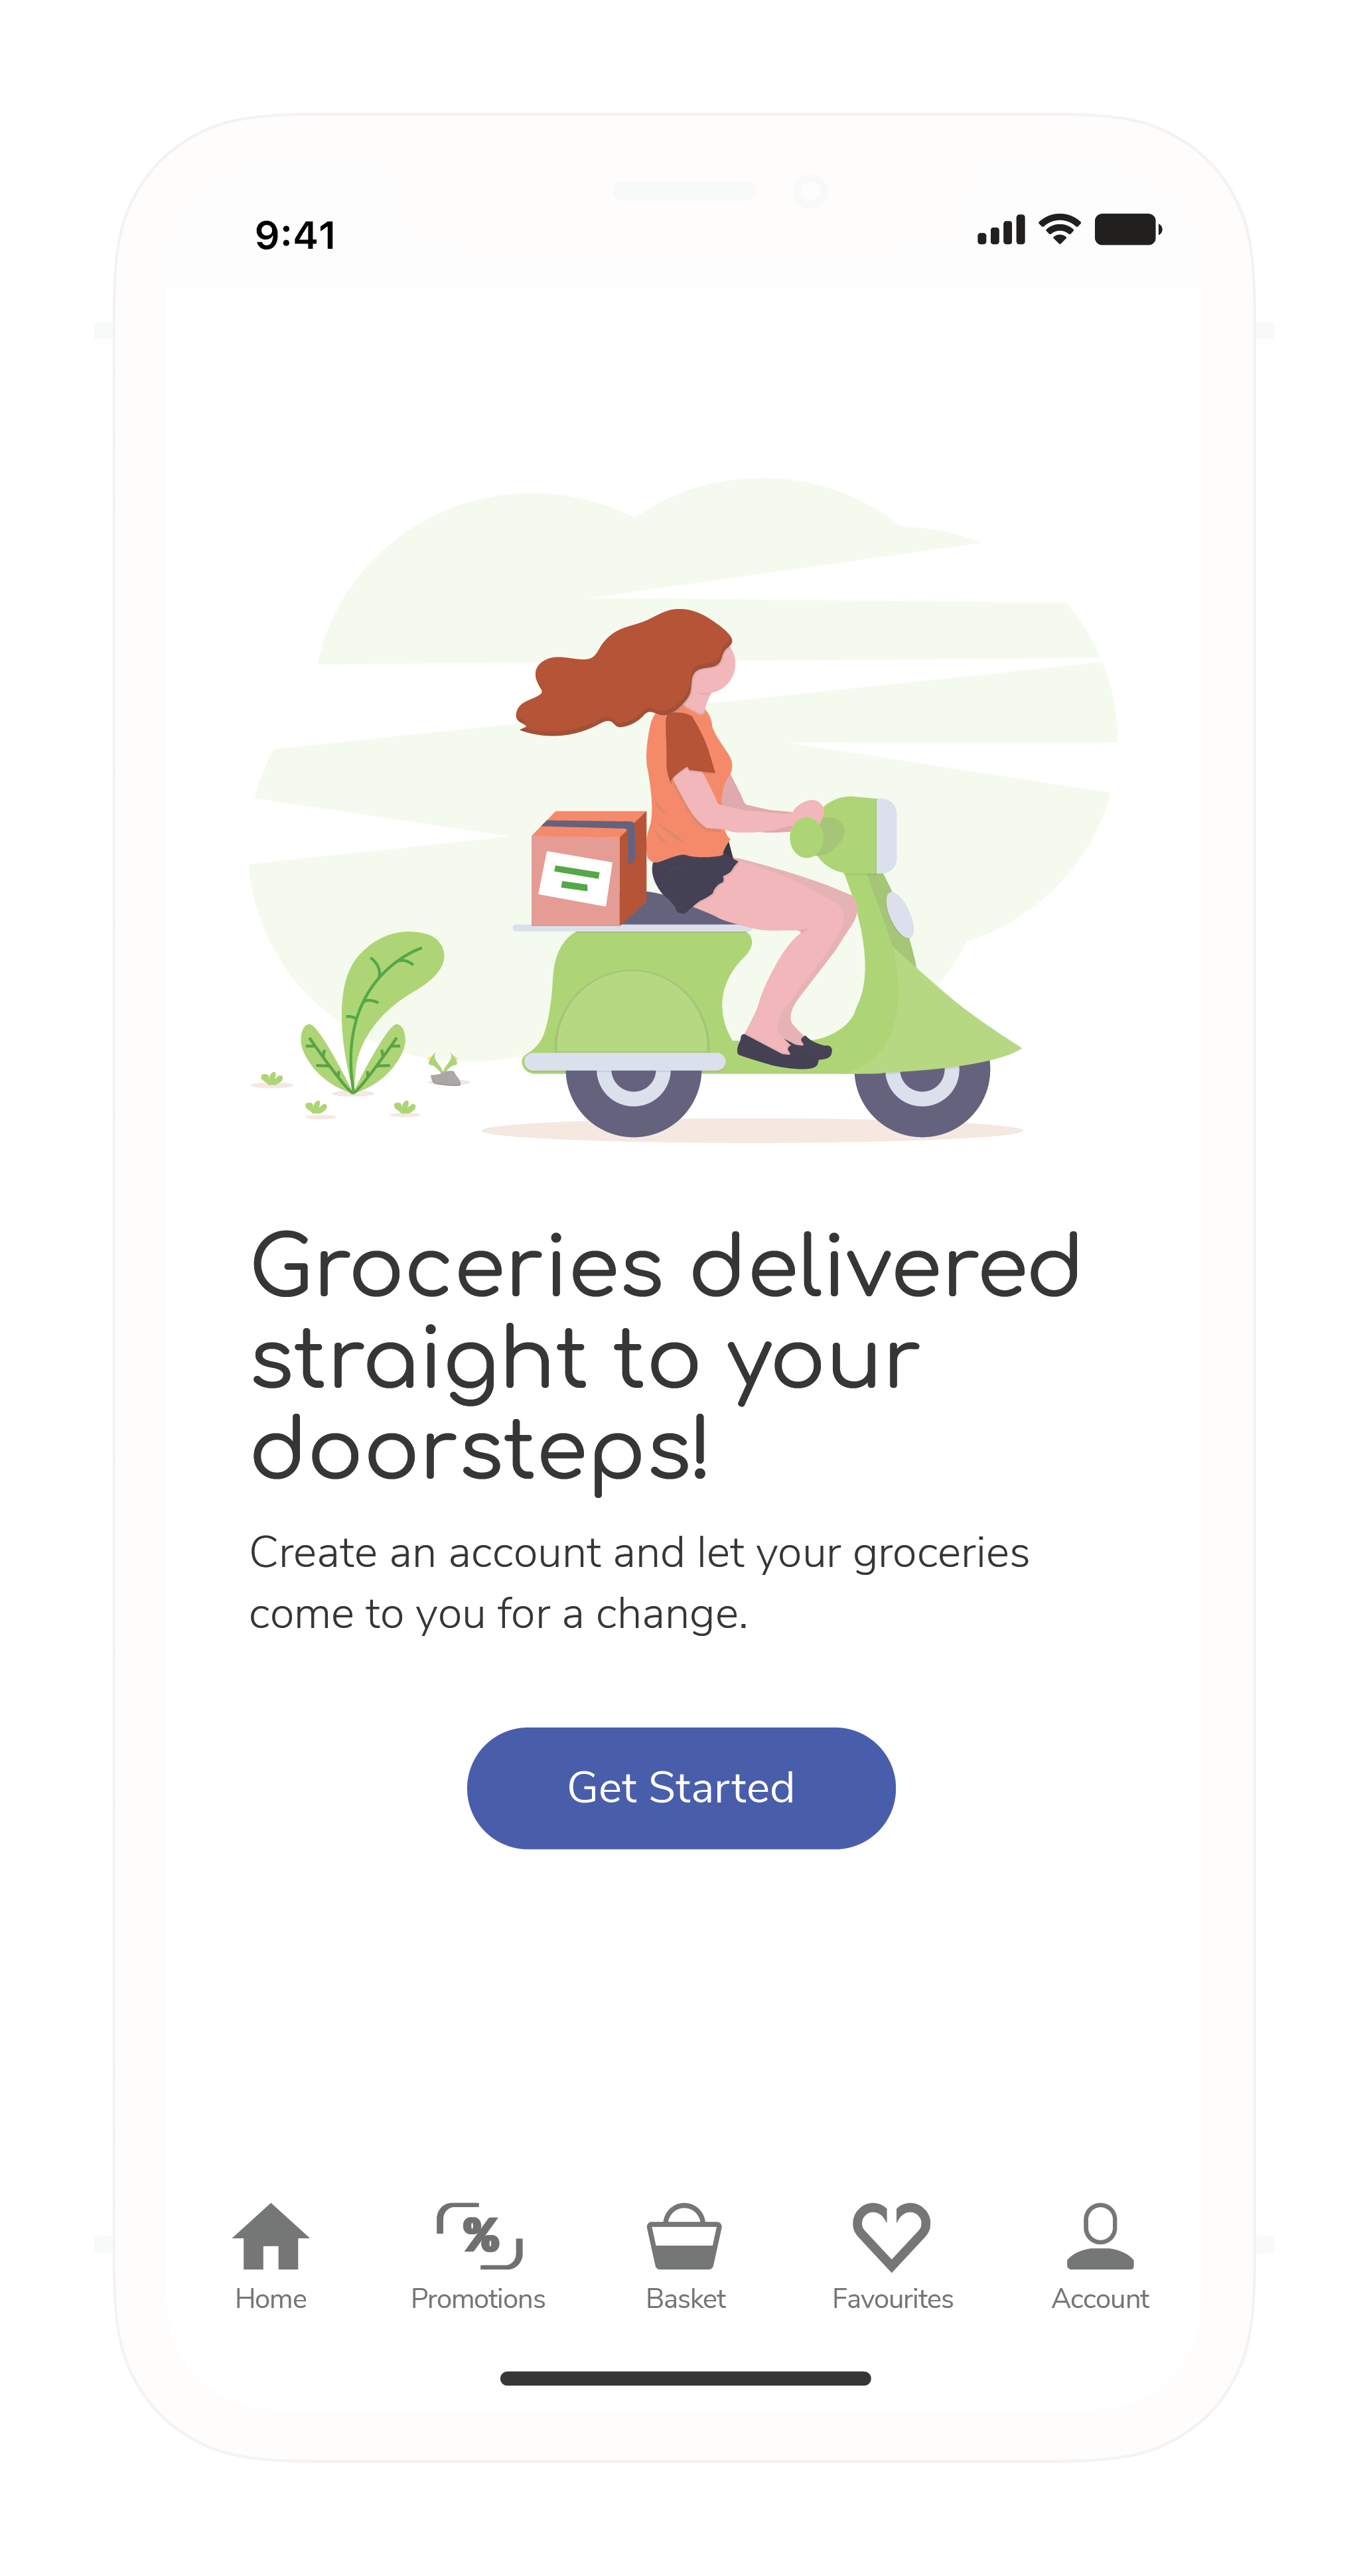 9:41
Groceries delivered
straight to your
doorsteps!
Create an account and let your groceries
come to you for a change.
Get Started
%
Home
Promotions
Basket
Favourites
Account